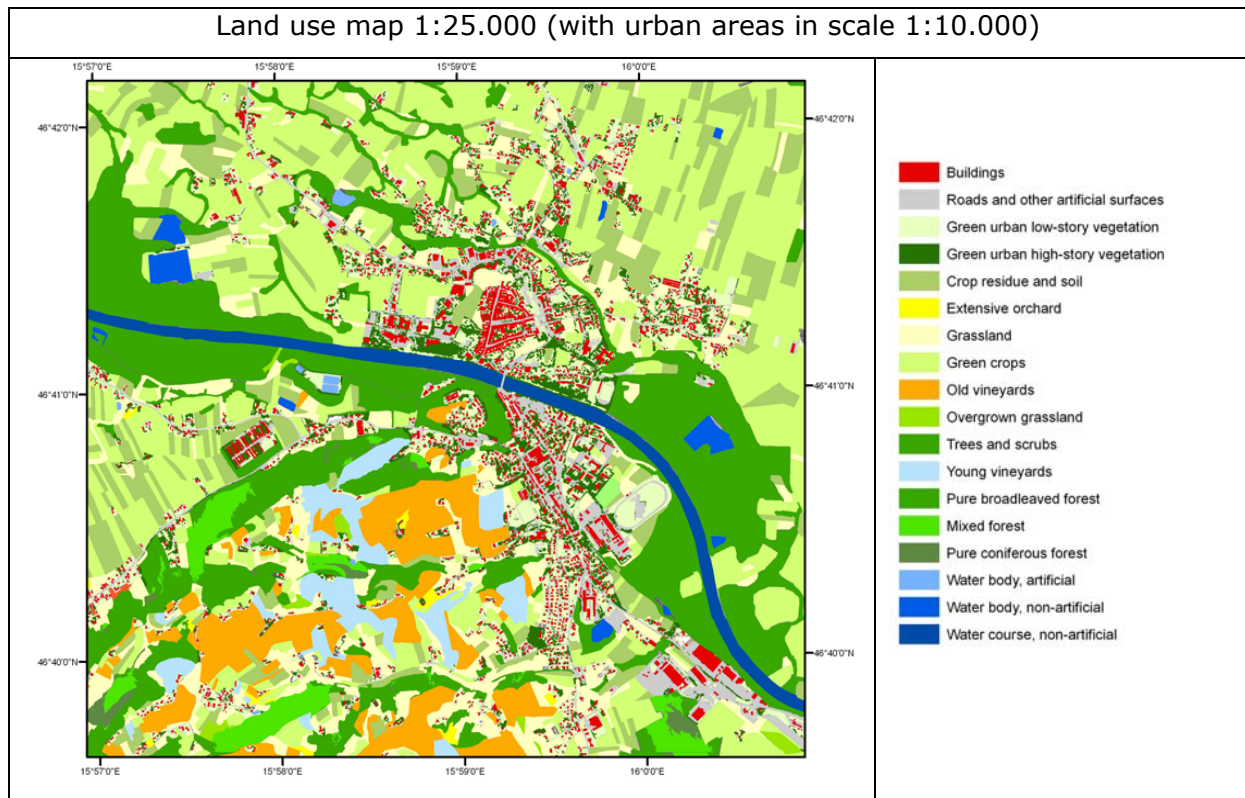 Land use map 1:25.000 (with urban areas in scale 1:10.000)
15°57'0"E 15°58'0"E 15°59'0"E 16°0'0"E
46°42'0"N 46°42'0"N
46°41'0"N 46°41'0"N
46°40'0"N 46°40'0"N
15°57'0"E 15°58'0"E 15°59'0"E 16°0'0"E
Buildings
Roads and other artificial surfaces
Green urban low-story vegetation
Green urban high-story vegetation
Crop residue and soil
Extensive orchard
Grassland
Green crops
Old vineyards
Overgrown grassland
Trees and scrubs
Young vineyards
Pure broadleaved forest
Mixed forest
Pure coniferous forest
Water body, artificial
Water body, non-artificial
Water course, non-artificial